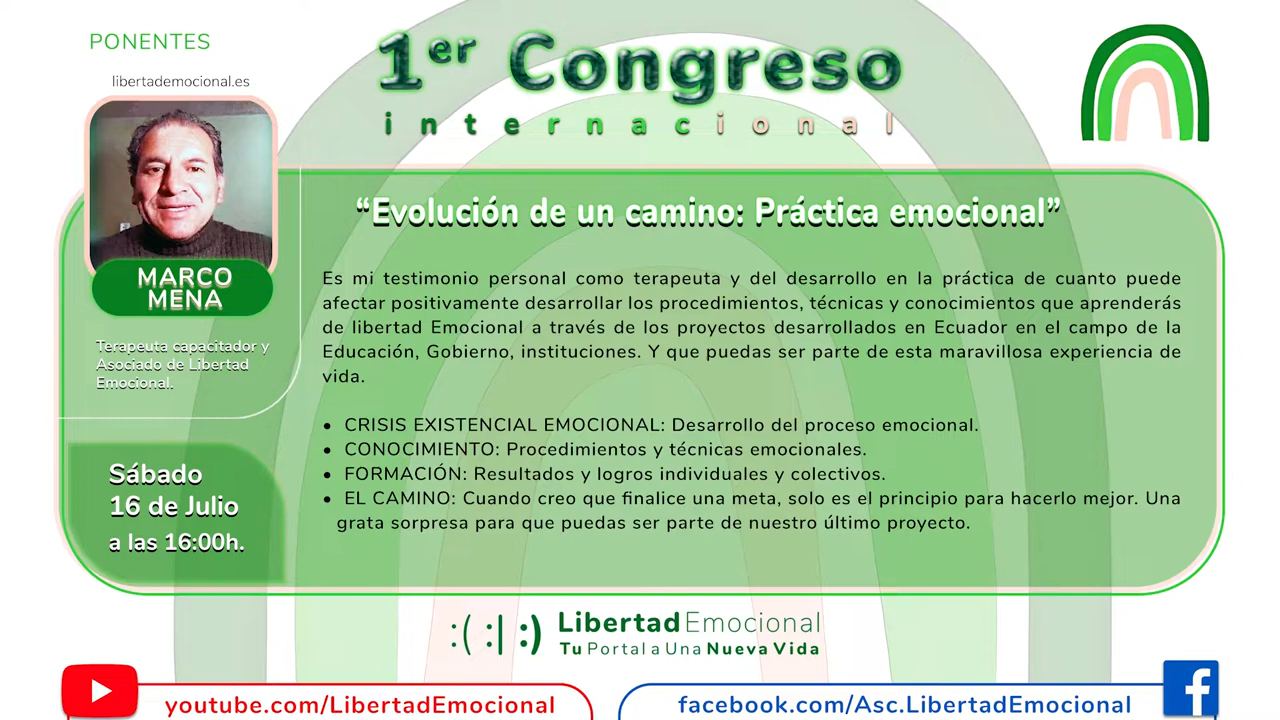 PONENTES
libertademocional.es
1er Congreso
internacional
MARCO
MENA
Terapeuta capacitador y
Asociado de Libertad
Emocional.
Sábado
16 de Julio
a las 16:00h.
“Evolución de un camino: Práctica emocional”
Es mi testimonio personal como terapeuta y del desarrollo en la práctica de cuanto puede
afectar positivamente desarrollar los procedimientos, técnicas y conocimientos que aprenderás
de libertad Emocional a través de los proyectos desarrollados en Ecuador en el campo de la
Educación, Gobierno, instituciones. Y que puedas ser parte de esta maravillosa experiencia de
vida.
• CRISIS EXISTENCIAL EMOCIONAL: Desarrollo del proceso emocional.
• CONOCIMIENTO: Procedimientos y técnicas emocionales.
• FORMACIÓN: Resultados y logros individuales y colectivos.
• EL CAMINO: Cuando creo que finalice una meta, solo es el principio para hacerlo mejor. Una
grata sorpresa para que puedas ser parte de nuestro último proyecto.
:( :| :) LibertadEmocional
Tu Portal a Una Nueva Vida
youtube.com/LibertadEmocional
facebook.com/Asc.LibertadEmocional